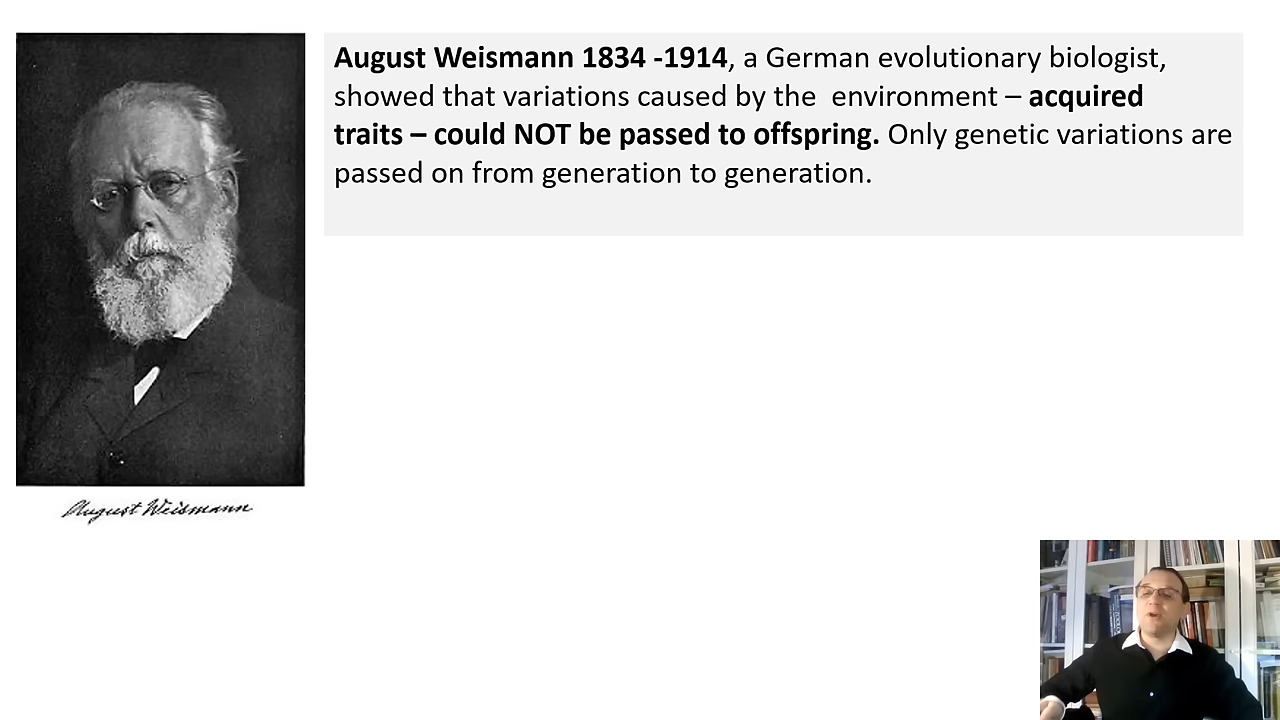 August Weismann 1834 -1914, a German evolutionary biologist,
showed that variations caused by the  environment – acquired
traits – could NOT be passed to offspring. Only genetic variations are
passed on from generation to generation.
August Weismann